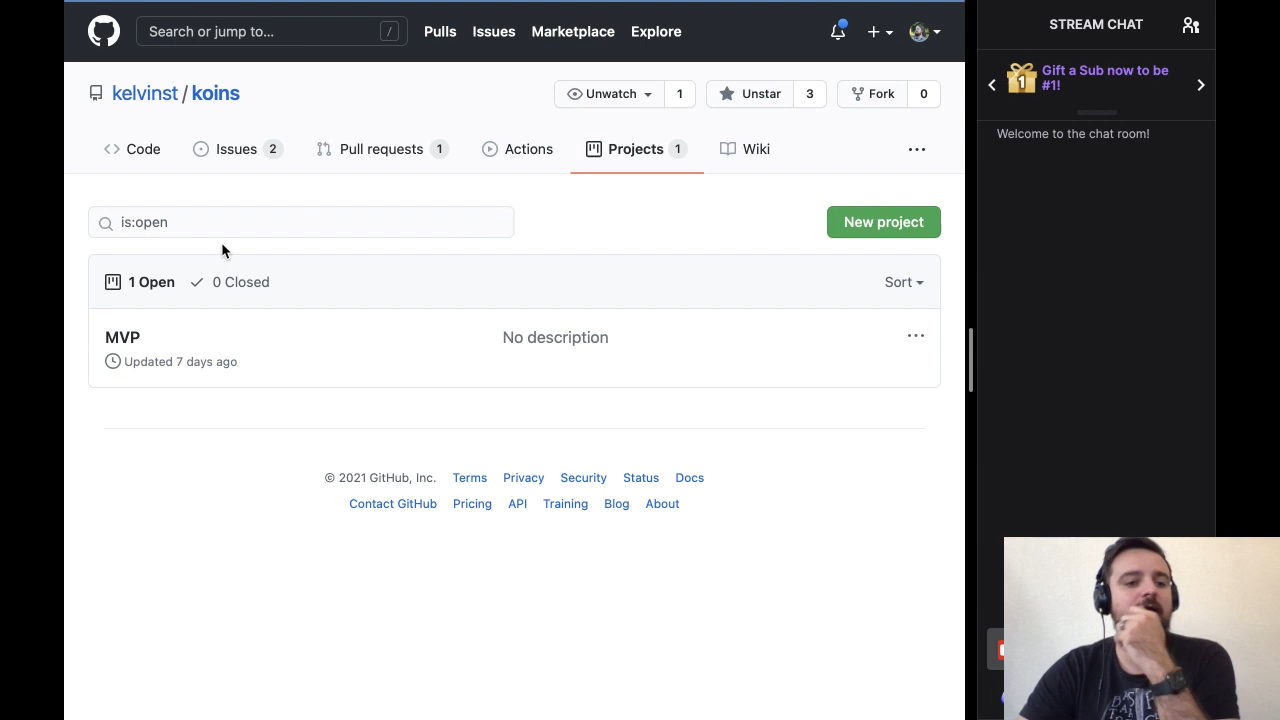 Search or jump to... / Pulls Issues Marketplace Explore
kelvinst / koins Unwatch 1 Unstar 3 Fork 0
Code Issues 2 Pull requests 1 Actions Projects 1 Wiki
is:open New project
1 Open 0 Closed Sort
MVP No description
Updated 7 days ago
© 2021 GitHub, Inc. Terms Privacy Security Status Docs
Contact GitHub Pricing API Training Blog About
STREAM CHAT
1
Gift a Sub now to be
#1!
Welcome to the chat room!